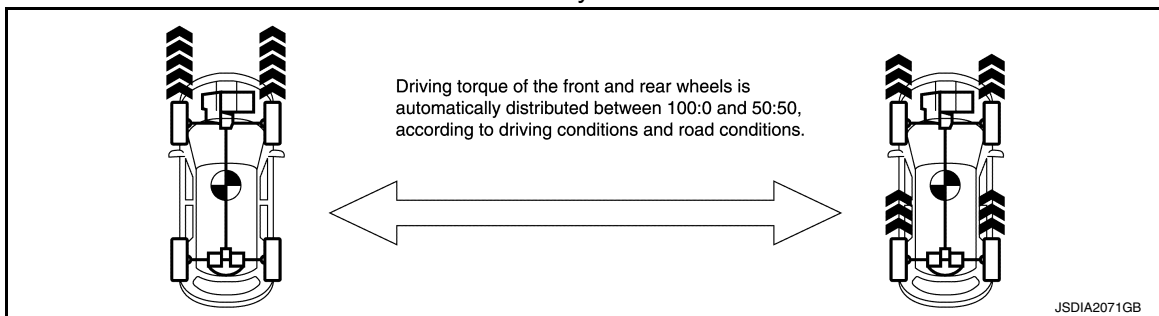 Driving torque of the front and rear wheels is
automatically distributed between 100:0 and 50:50,
according to driving conditions and road conditions.
JSDIA2071GB